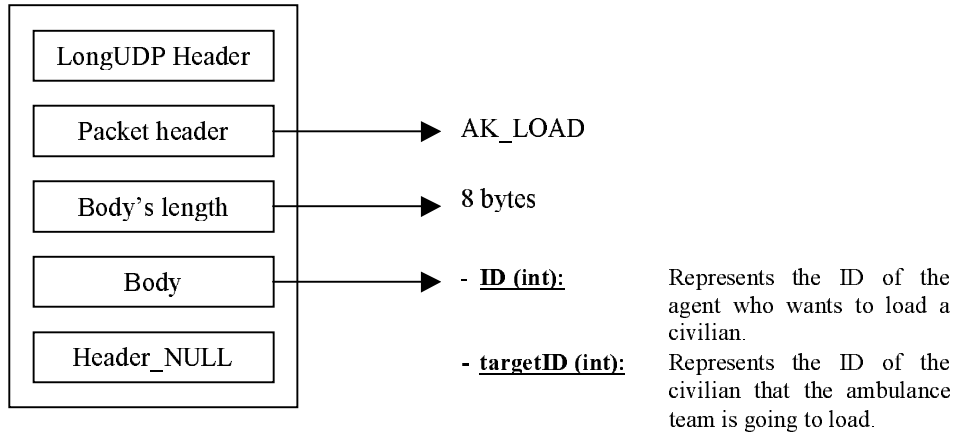 LongUDP Header
Packet header
AK_LOAD
Body's length
8 bytes
Body
- ID (int):
Represents the ID of the
agent who wants to load a
civilian.
Header_NULL
- targetID (int):
Represents the ID of the
civilian that the ambulance
team is going to load.